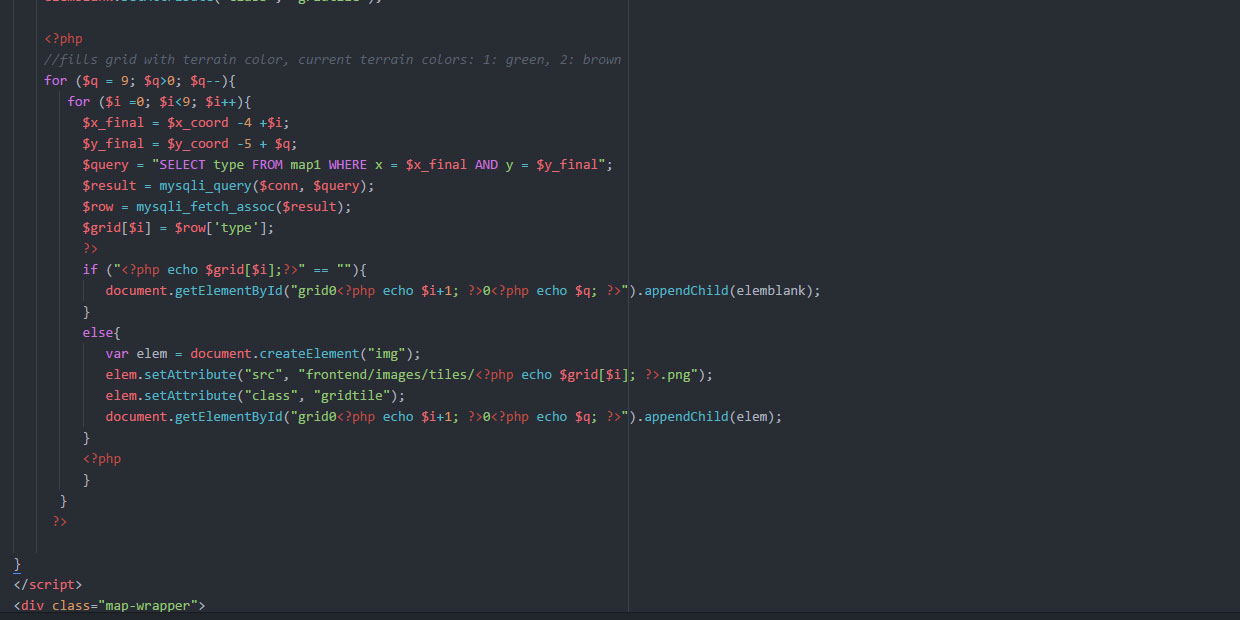 <?php
//fills grid with terrain color, current terrain colors: 1: green, 2: brown
for ($q = 9; $q>0; $q--){
for ($i =0; $i<9; $i++){
$x_final = $x_coord -4 +$i;
$y_final = $y_coord -5 + $q;
$query = "SELECT type FROM map1 WHERE x = $x_final AND y = $y_final";
$result = mysqli_query($conn, $query);
$row = mysqli_fetch_assoc($result);
$grid[$i] = $row['type'];
?>
if ("<?php echo $grid[$i];?>" == ""){
document.getElementById("grid0<?php echo $i+1; ?>0<?php echo $q; ?>").appendChild(elemblank);
}
else{
var elem = document.createElement("img");
elem.setAttribute("src", "frontend/images/tiles/<?php echo $grid[$i]; ?>.png");
elem.setAttribute("class", "gridtile");
document.getElementById("grid0<?php echo $i+1; ?>0<?php echo $q; ?>").appendChild(elem);
}
<?php
}
}
?>
}
</script>
<div class="map-wrapper">